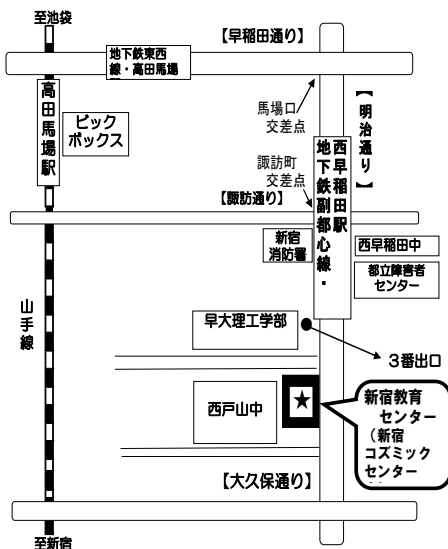 至池袋
【早稲田通り】
地下鉄東西
線・高田馬場
高田馬場駅
ビック
ボックス
馬場口
交差点
【明治通り】
諏訪町
交差点
西早稲田駅
地下鉄副都心線・
【諏訪通り】
新宿
消防署
西早稲田中
都立障害者
センター
山手線
早大理工学部
3番出口
西戸山中
★
新宿教育
センター
（新宿
コズミック
センター
【大久保通り】
至新宿